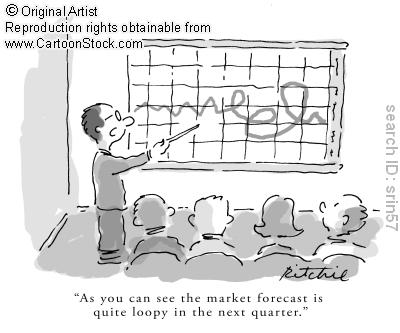 © Original Artist
Reproduction rights obtainable from
www.CartoonStock.com
search ID: srin57
Ritchie
“As you can see the market forecast is
quite loopy in the next quarter.”